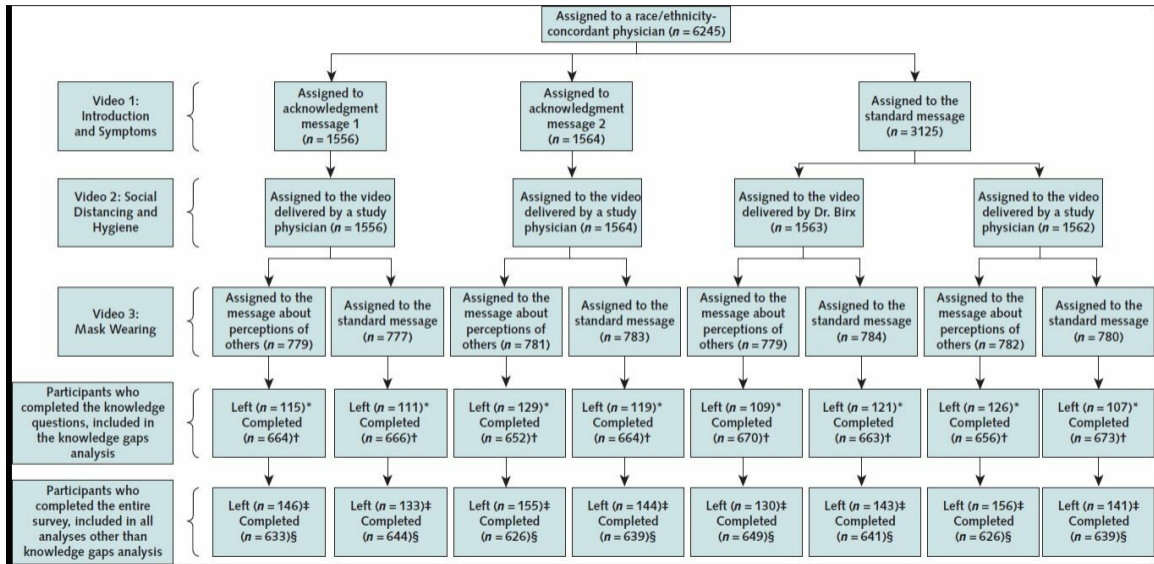 Assigned to a race/ethnicity-
concordant physician (n = 6245)
Video 1:
Introduction
and Symptoms
Assigned to
acknowledgment
message 1
(n = 1556)
Assigned to
acknowledgment
message 2
(n = 1564)
Assigned to the
standard message
(n = 3125)
Video 2: Social
Distancing and
Hygiene
Assigned to the video
delivered by a study
physician (n = 1556)
Assigned to the video
delivered by a study
physician (n = 1564)
Assigned to the video
delivered by Dr. Birx
(n = 1563)
Assigned to the video
delivered by a study
physician (n = 1562)
Video 3:
Mask Wearing
Assigned to the
message about
perceptions of
others (n = 779)
Assigned to the
standard message
(n = 777)
Assigned to the
message about
perceptions of
others (n = 781)
Assigned to the
standard message
(n = 783)
Assigned to the
message about
perceptions of
others (n = 779)
Assigned to the
standard message
(n = 784)
Assigned to the
message about
perceptions of
others (n = 782)
Assigned to the
standard message
(n = 780)
Participants who
completed the knowledge
questions, included in
the knowledge gaps
analysis
Left (n = 115)*
Completed
(n = 664)†
Left (n = 111)*
Completed
(n = 666)†
Left (n = 129)*
Completed
(n = 652)†
Left (n = 119)*
Completed
(n = 664)†
Left (n = 109)*
Completed
(n = 670)†
Left (n = 121)*
Completed
(n = 663)†
Left (n = 126)*
Completed
(n = 656)†
Left (n = 107)*
Completed
(n = 673)†
Participants who
completed the entire
survey, included in all
analyses other than
knowledge gaps analysis
Left (n = 146)‡
Completed
(n = 633)§
Left (n = 133)‡
Completed
(n = 644)§
Left (n = 155)‡
Completed
(n = 626)§
Left (n = 144)‡
Completed
(n = 639)§
Left (n = 130)‡
Completed
(n = 649)§
Left (n = 143)‡
Completed
(n = 641)§
Left (n = 156)‡
Completed
(n = 626)§
Left (n = 141)‡
Completed
(n = 639)§